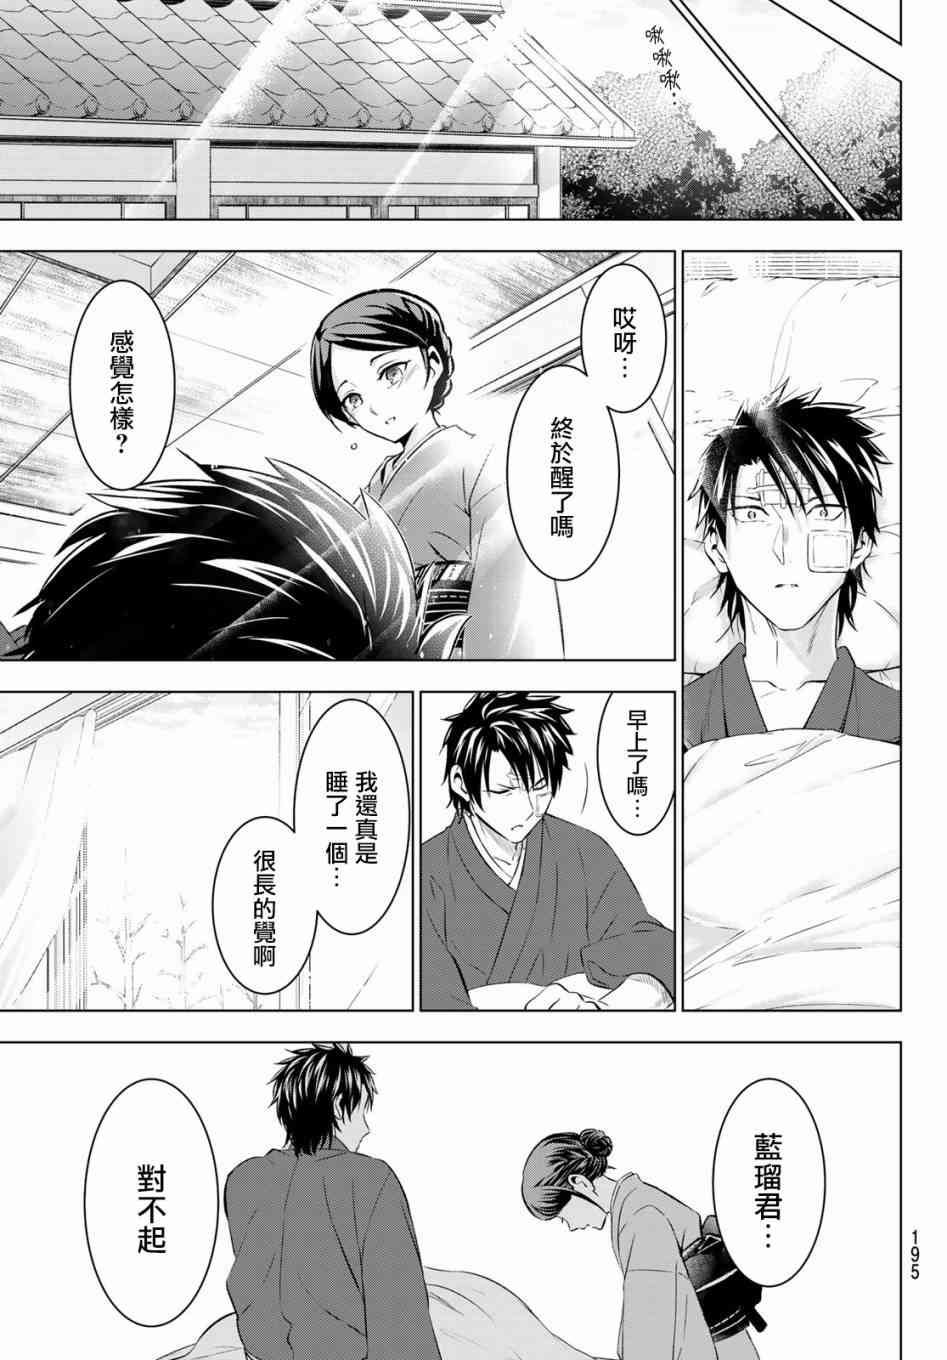 啾
啾
啾…
哎呀…
終於醒了嗎
感覺怎樣？
早上了嗎…
我還真是
睡了一個…
很長的覺啊
藍瑠君…
對不起
195